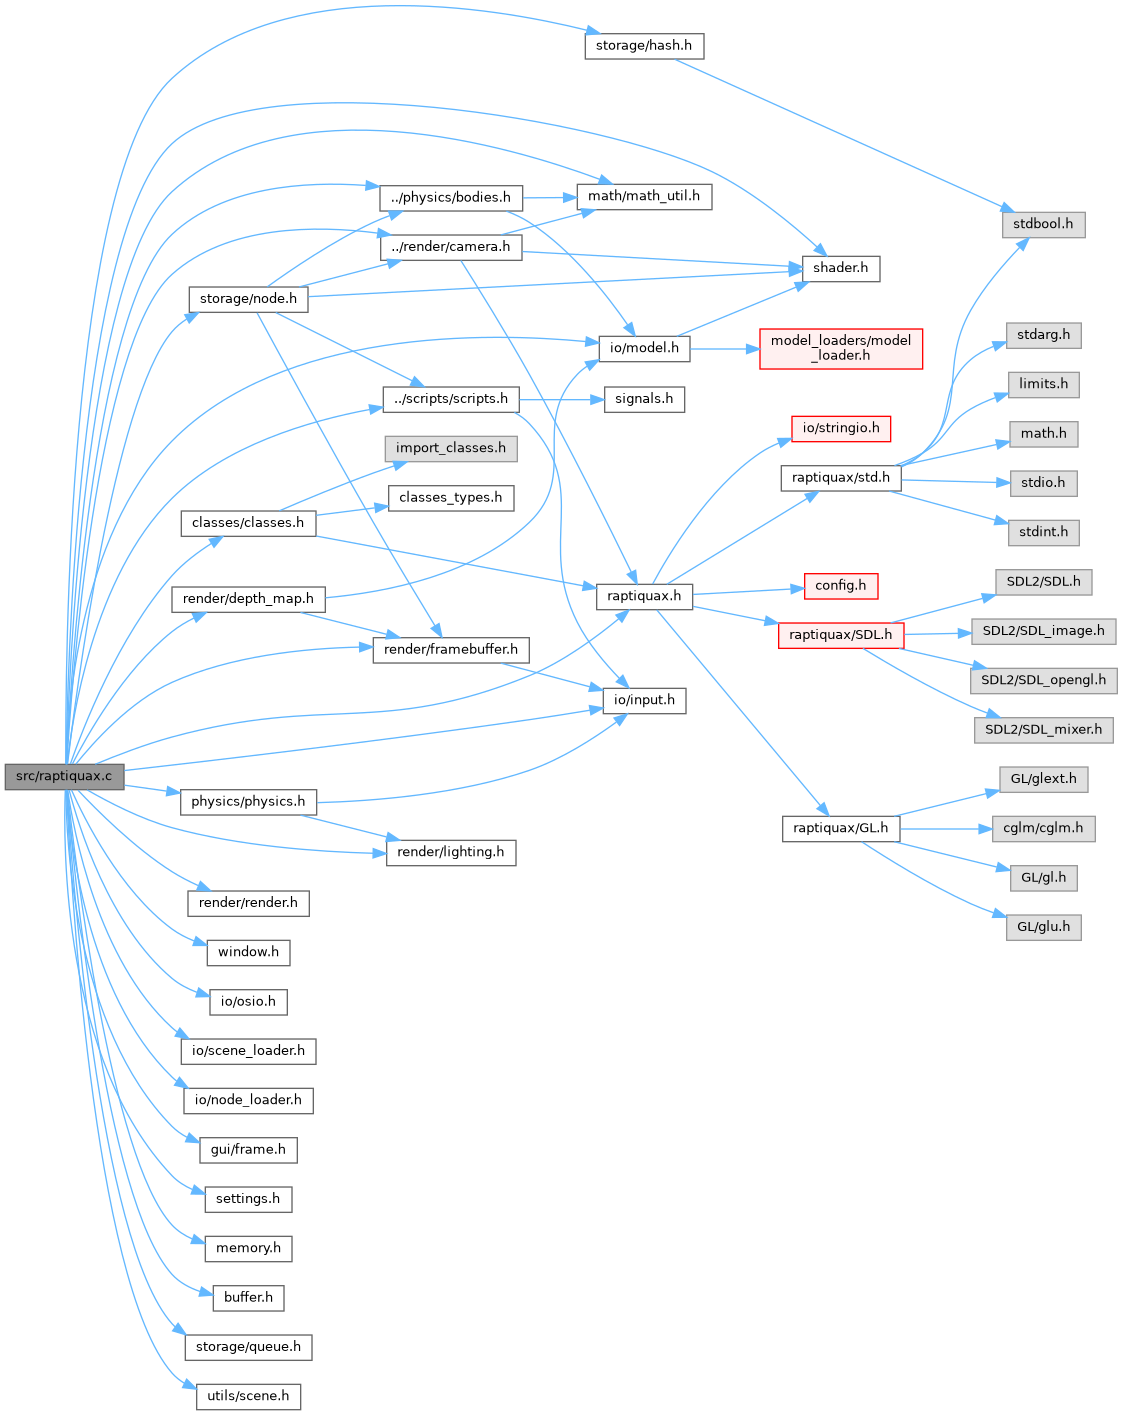 storage/hash.h
../physics/bodies.h
math/math_util.h
stdbool.h
../render/camera.h
shader.h
storage/node.h
stdarg.h
io/model.h
model_loaders/model
_loader.h
limits.h
../scripts/scripts.h
signals.h
io/stringio.h
math.h
import_classes.h
raptiquax/std.h
stdio.h
classes_types.h
classes/classes.h
stdint.h
SDL2/SDL.h
config.h
render/depth_map.h
raptiquax.h
raptiquax/SDL.h
SDL2/SDL_image.h
render/framebuffer.h
SDL2/SDL_opengl.h
io/input.h
SDL2/SDL_mixer.h
src/raptiquax.c
GL/glext.h
physics/physics.h
raptiquax/GL.h
cglm/cglm.h
render/lighting.h
GL/gl.h
render/render.h
GL/glu.h
window.h
io/osio.h
io/scene_loader.h
io/node_loader.h
gui/frame.h
settings.h
memory.h
buffer.h
storage/queue.h
utils/scene.h